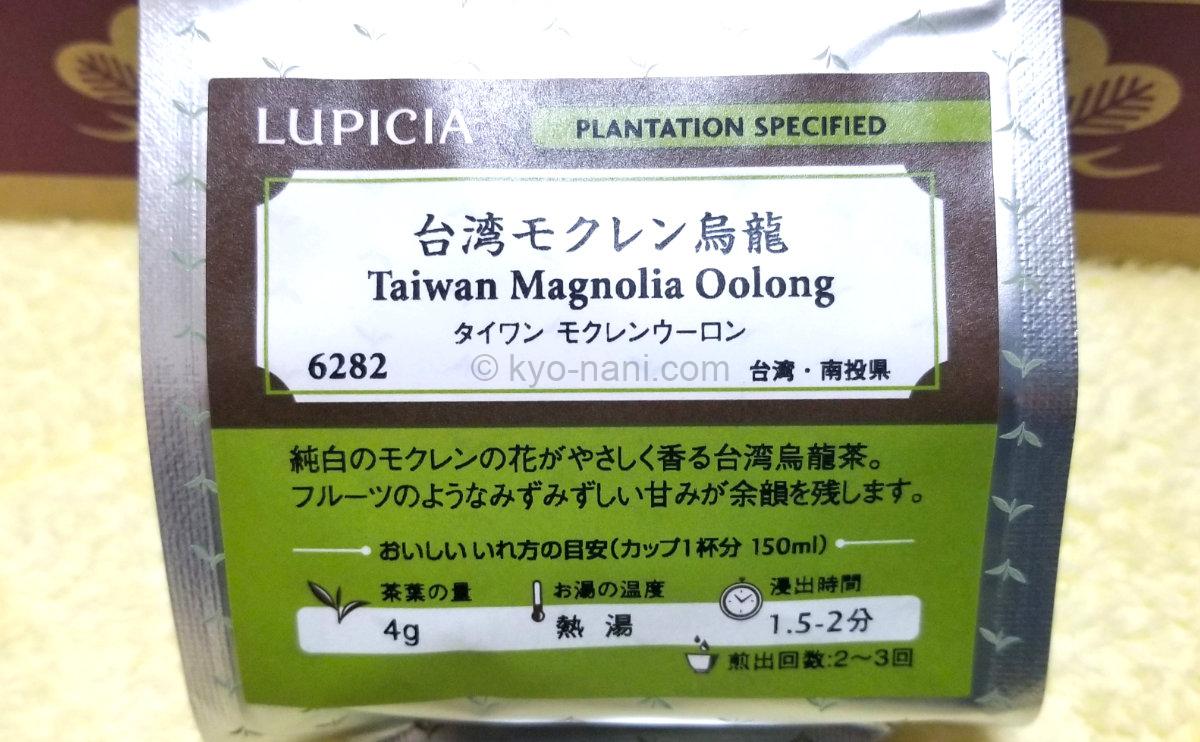 LUPICIA
PLANTATION SPECIFIED
台湾モクレン烏龍
Taiwan Magnolia Oolong
タイワン モクレンウーロン
6282
© kyo-nani.com
台湾・南投県
純白のモクレンの花がやさしく香る台湾烏龍茶。
フルーツのようなみずみずしい甘みが余韻を残します。
おいしいいれ方の目安(カップ1杯分 150ml)
茶葉の量
お湯の温度
浸出時間
4g
熱湯
1.5-2分
煎出回数:2〜3回